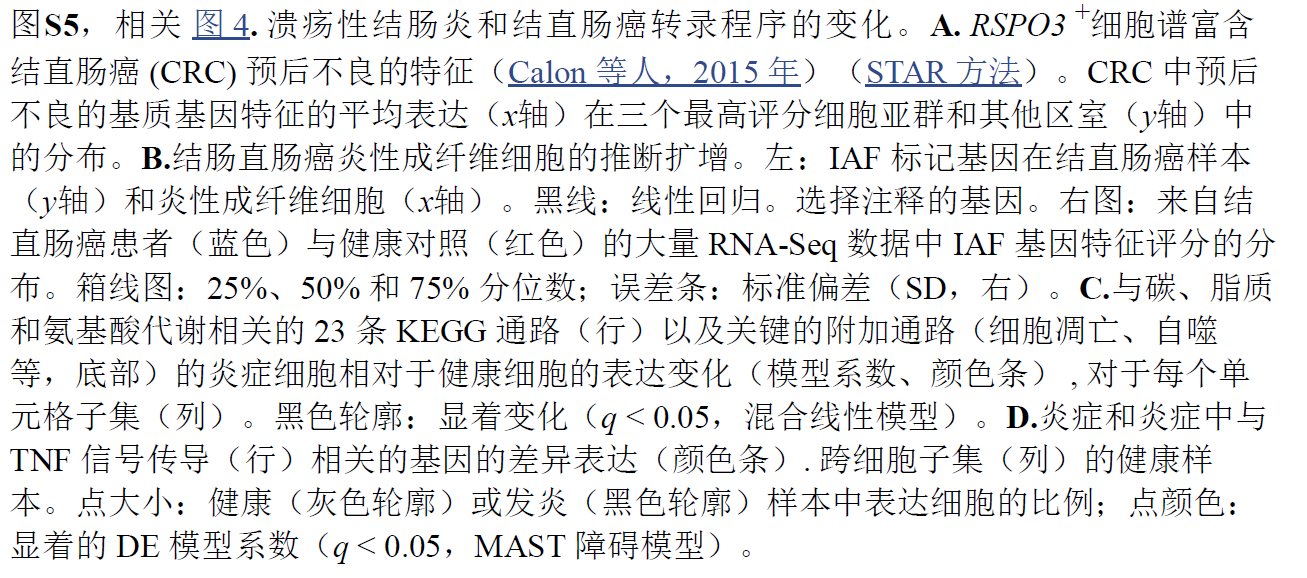 图S5，相关 图 4. 溃疡性结肠炎和结直肠癌转录程序的变化。A. RSPO3 +细胞谱富含
结直肠癌 (CRC) 预后不良的特征（Calon 等人，2015 年）（STAR 方法）。CRC 中预后
不良的基质基因特征的平均表达（x轴）在三个最高评分细胞亚群和其他区室（y轴）中
的分布。B.结肠直肠癌炎性成纤维细胞的推断扩增。左：IAF 标记基因在结直肠癌样本
（y轴）和炎性成纤维细胞（x轴）。黑线：线性回归。选择注释的基因。右图：来自结
直肠癌患者（蓝色）与健康对照（红色）的大量 RNA-Seq 数据中 IAF 基因特征评分的分
布。箱线图：25%、50% 和 75% 分位数；误差条：标准偏差（SD，右）。C.与碳、脂质
和氨基酸代谢相关的 23 条 KEGG 通路（行）以及关键的附加通路（细胞凋亡、自噬
等，底部）的炎症细胞相对于健康细胞的表达变化（模型系数、颜色条）, 对于每个单
元格子集（列）。黑色轮廓：显着变化（q < 0.05，混合线性模型）。D.炎症和炎症中与
TNF 信号传导（行）相关的基因的差异表达（颜色条）. 跨细胞子集（列）的健康样
本。点大小：健康（灰色轮廓）或发炎（黑色轮廓）样本中表达细胞的比例；点颜色：
显着的 DE 模型系数（q < 0.05，MAST 障碍模型）。